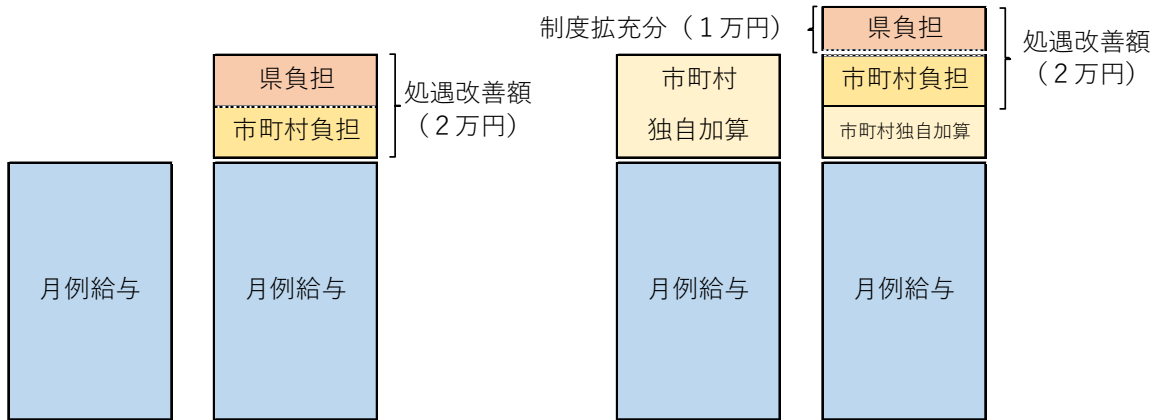 制度拡充分（１万円）
県負担
処遇改善額
（２万円）
市町村負担
市町村独自加算
市町村
独自加算
県負担
市町村負担
処遇改善額
（２万円）
月例給与
月例給与
月例給与
月例給与